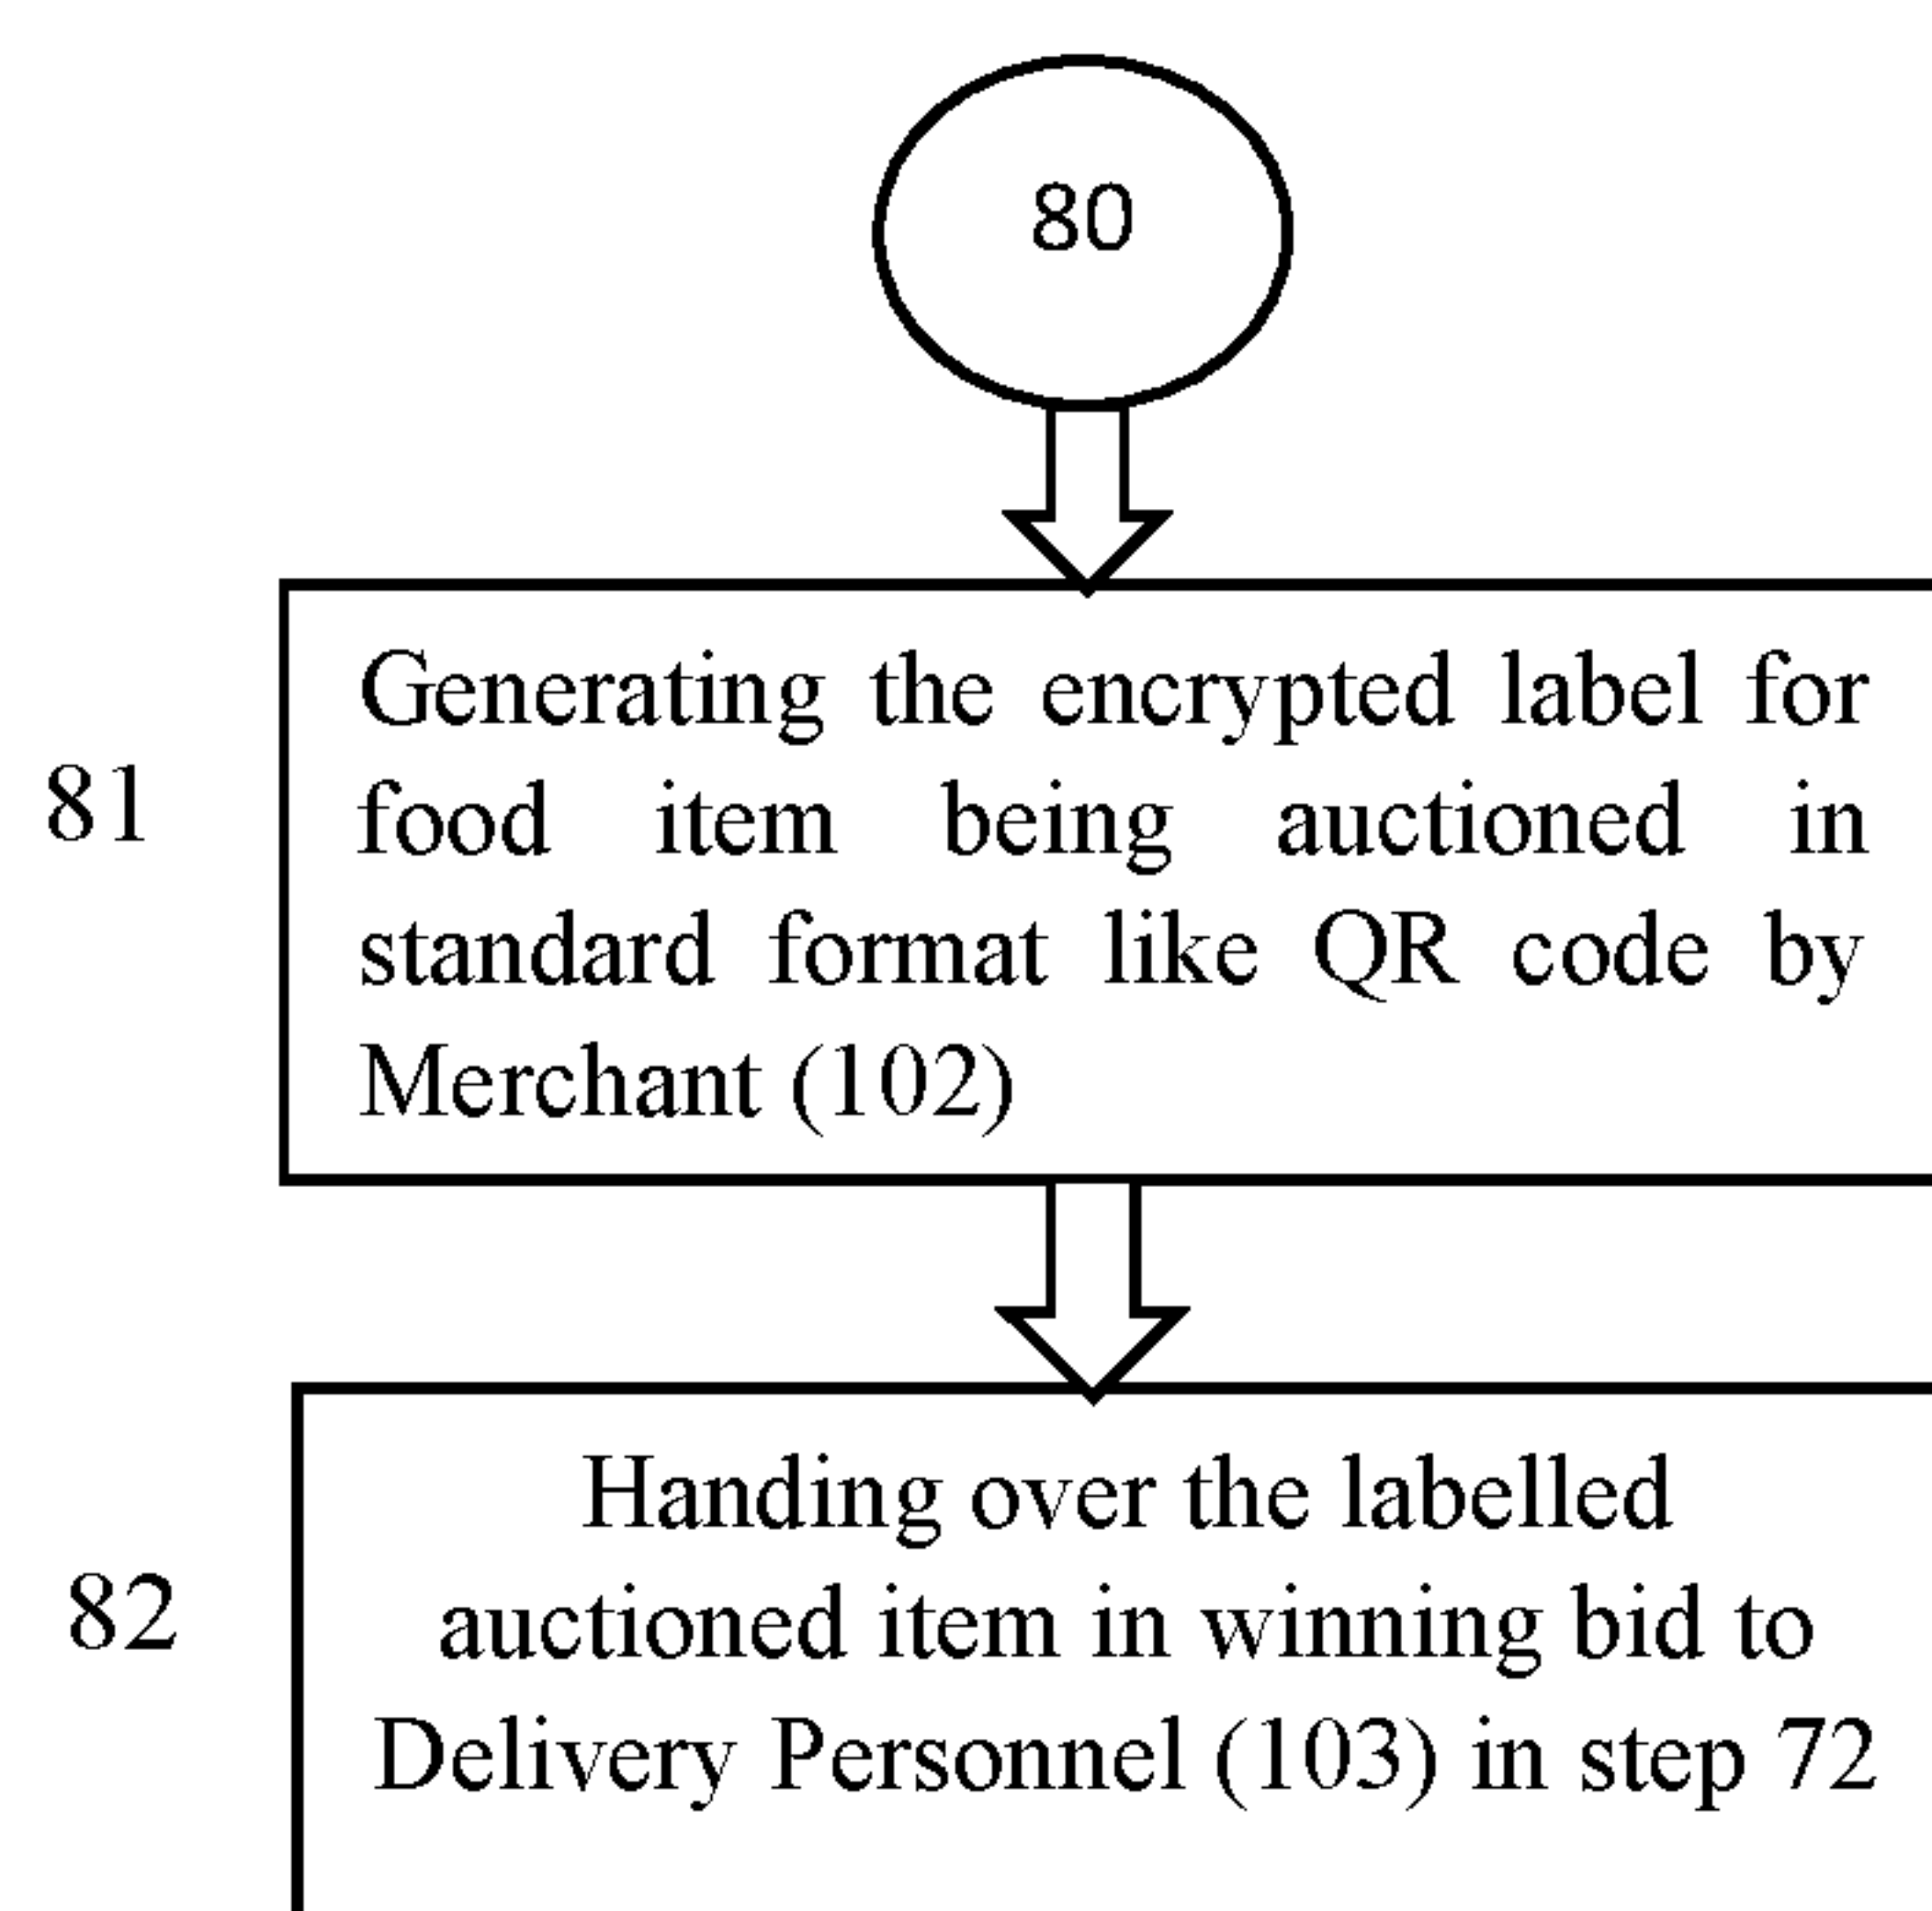 80
Generating the encrypted label for
81
food item being auctioned in
standard format like QR code by
Merchant (102)
Handing over the labelled
82
auctioned item in winning bid to
Delivery Personnel (103) in step 72